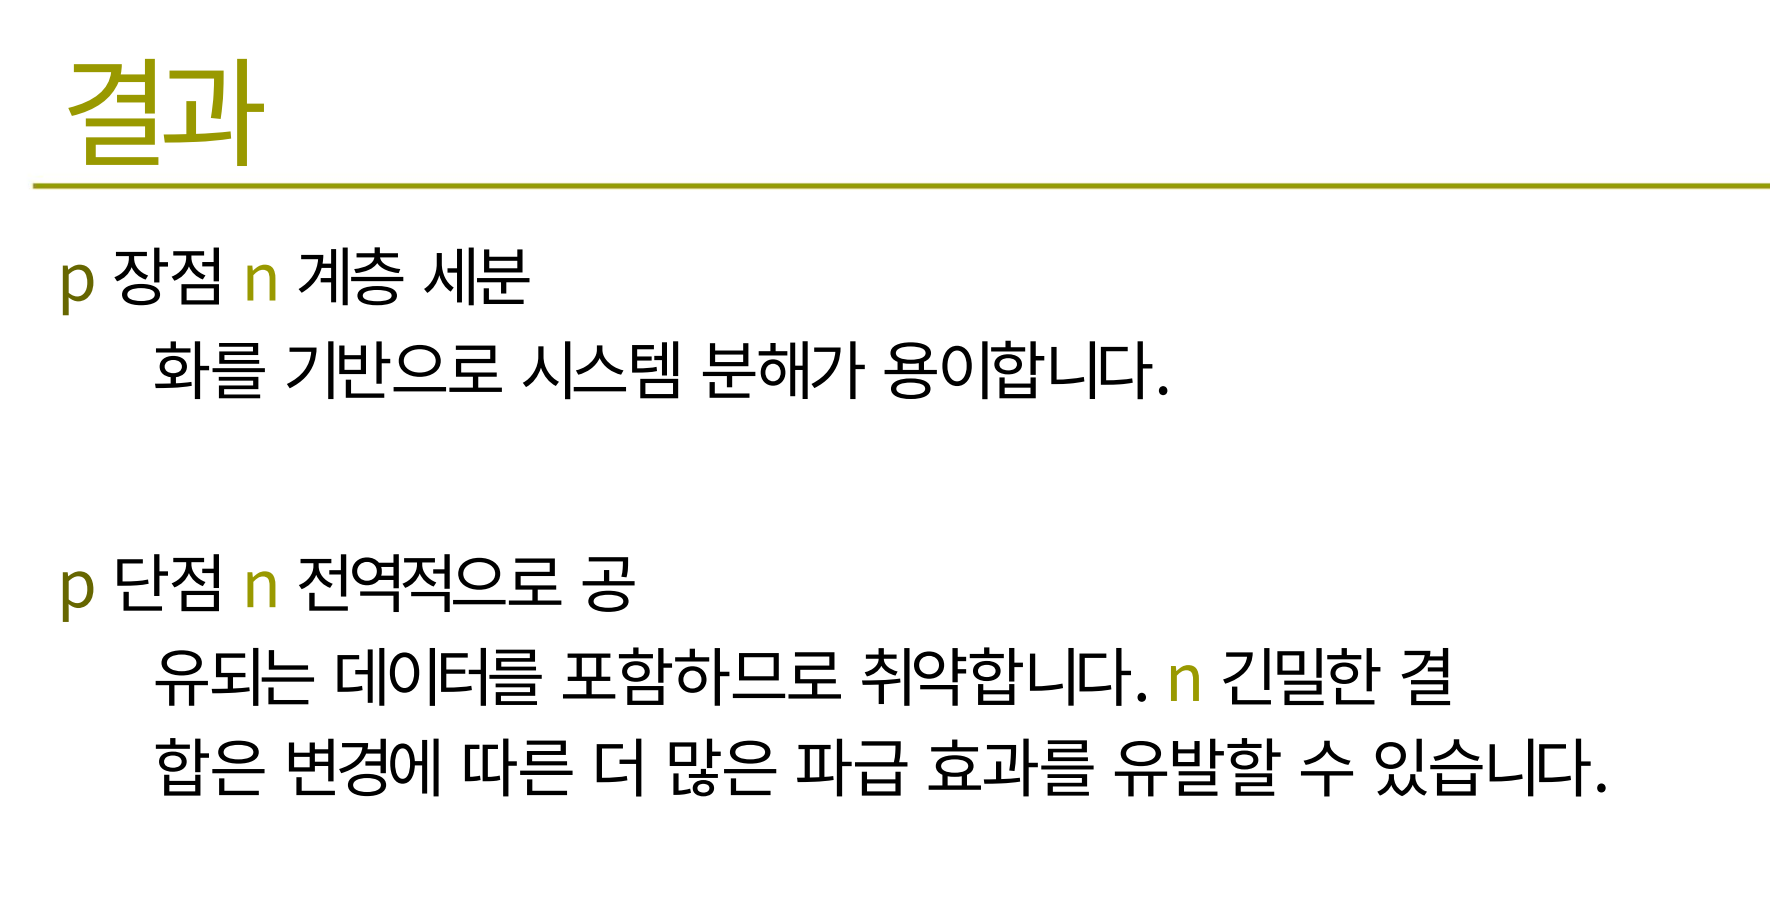 결과
p 장점 n 계층 세분
화를 기반으로 시스템 분해가 용이합니다.
p 단점 n 전역적으로 공
유되는 데이터를 포함하므로 취약합니다. n 긴밀한 결
합은 변경에 따른 더 많은 파급 효과를 유발할 수 있습니다.